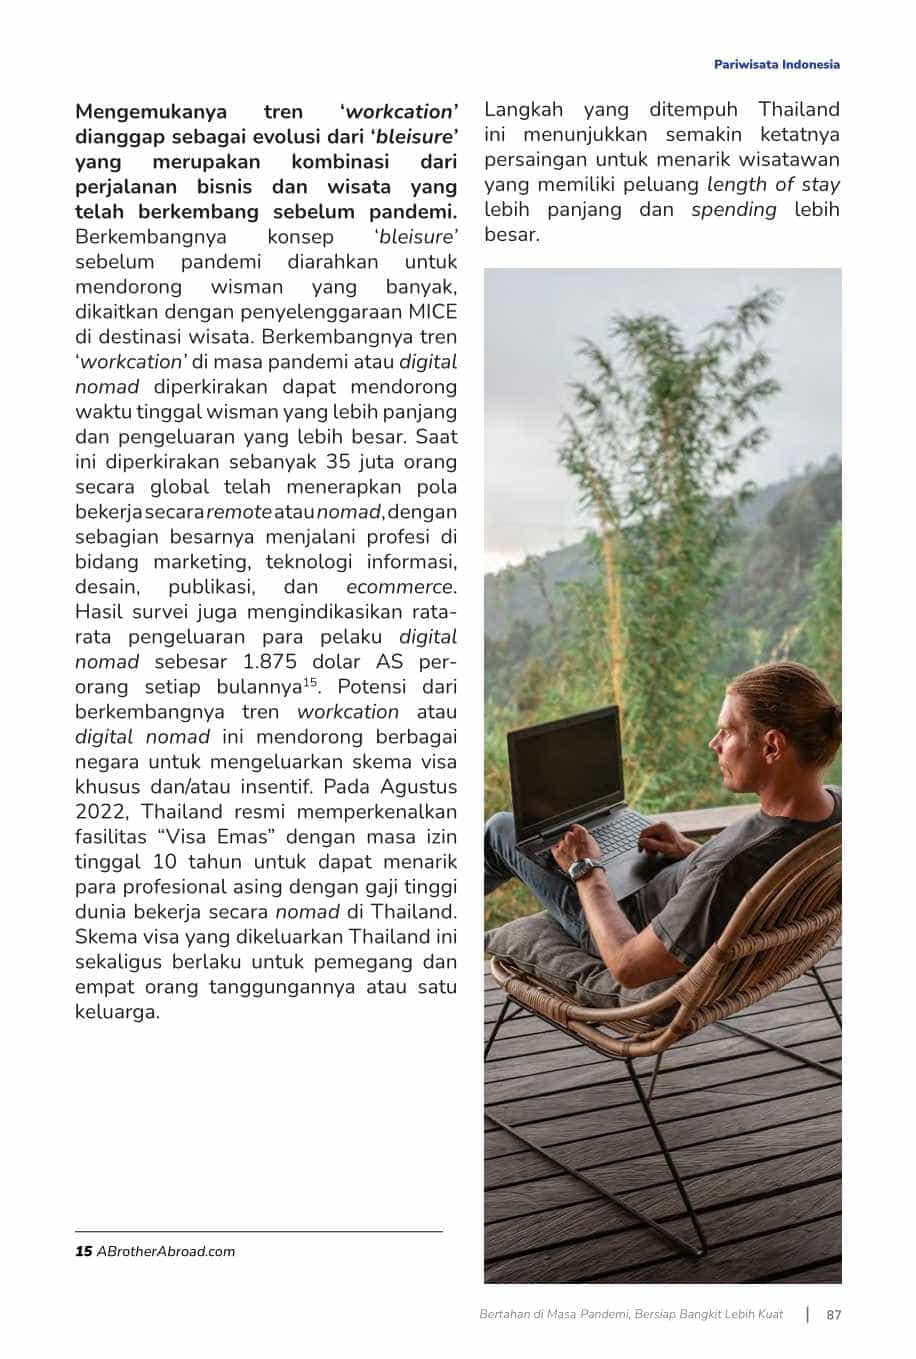 Pariwisata Indonesia
Mengemukanya tren ‘workcation’
dianggap sebagai evolusi dari ‘bleisure’
yang merupakan kombinasi dari
perjalanan bisnis dan wisata yang
telah berkembang sebelum pandemi.
Berkembangnya konsep ‘bleisure’
sebelum pandemi diarahkan untuk
mendorong wisman yang banyak,
dikaitkan dengan penyelenggaraan MICE
di destinasi wisata. Berkembangnya tren
‘workcation’ di masa pandemi atau digital
nomad diperkirakan dapat mendorong
waktu tinggal wisman yang lebih panjang
dan pengeluaran yang lebih besar. Saat
ini diperkirakan sebanyak 35 juta orang
secara global telah menerapkan pola
bekerja secara remote atau nomad, dengan
sebagian besarnya menjalani profesi di
bidang marketing, teknologi informasi,
desain, publikasi, dan ecommerce.
Hasil survei juga mengindikasikan rata-
rata pengeluaran para pelaku digital
nomad sebesar 1.875 dolar AS per-
orang setiap bulannya¹⁵. Potensi dari
berkembangnya tren workcation atau
digital nomad ini mendorong berbagai
negara untuk mengeluarkan skema visa
khusus dan/atau insentif. Pada Agustus
2022, Thailand resmi memperkenalkan
fasilitas “Visa Emas” dengan masa izin
tinggal 10 tahun untuk dapat menarik
para profesional asing dengan gaji tinggi
dunia bekerja secara nomad di Thailand.
Skema visa yang dikeluarkan Thailand ini
sekaligus berlaku untuk pemegang dan
empat orang tanggungannya atau satu
keluarga.
Langkah yang ditempuh Thailand
ini menunjukkan semakin ketatnya
persaingan untuk menarik wisatawan
yang memiliki peluang length of stay
lebih panjang dan spending lebih
besar.
15 ABrotherAbroad.com
Bertahan di Masa Pandemi, Bersiap Bangkit Lebih Kuat | 87